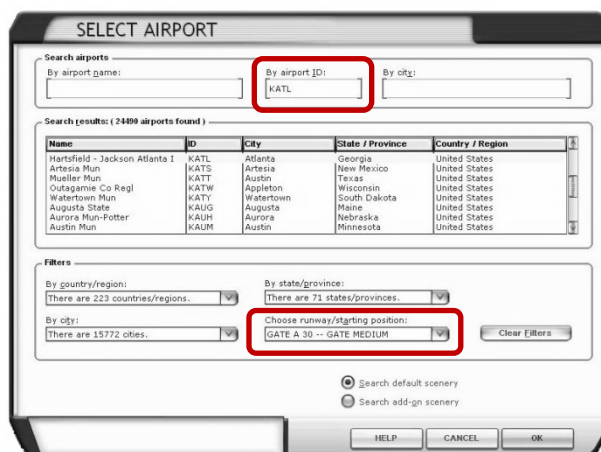 SELECT AIRPORT
Search airports
By airport name:
By airport ID:
By city:
KATL
Search results: ( 24490 airports found )
Name ID City State / Province Country / Region
Hartsfield - Jackson Atlanta I KATL Atlanta Georgia United States
Artesia Mun KATS Artesia New Mexico United States
Mueller Mun KATT Austin Texas United States
Outagamie Co Regl KATW Appleton Wisconsin United States
Watertown Mun KATY Watertown South Dakota United States
Augusta State KAUG Augusta Maine United States
Aurora Mun-Potter KAUH Aurora Nebraska United States
Austin Mun KAUM Austin Minnesota United States
Filters
By country/region:
By state/province:
There are 223 countries/regions.
There are 71 states/provinces.
By city:
Choose runway/starting position:
There are 15772 cities.
GATE A 30 -- GATE MEDIUM
Clear Filters
Search default scenery
Search add-on scenery
HELP CANCEL OK